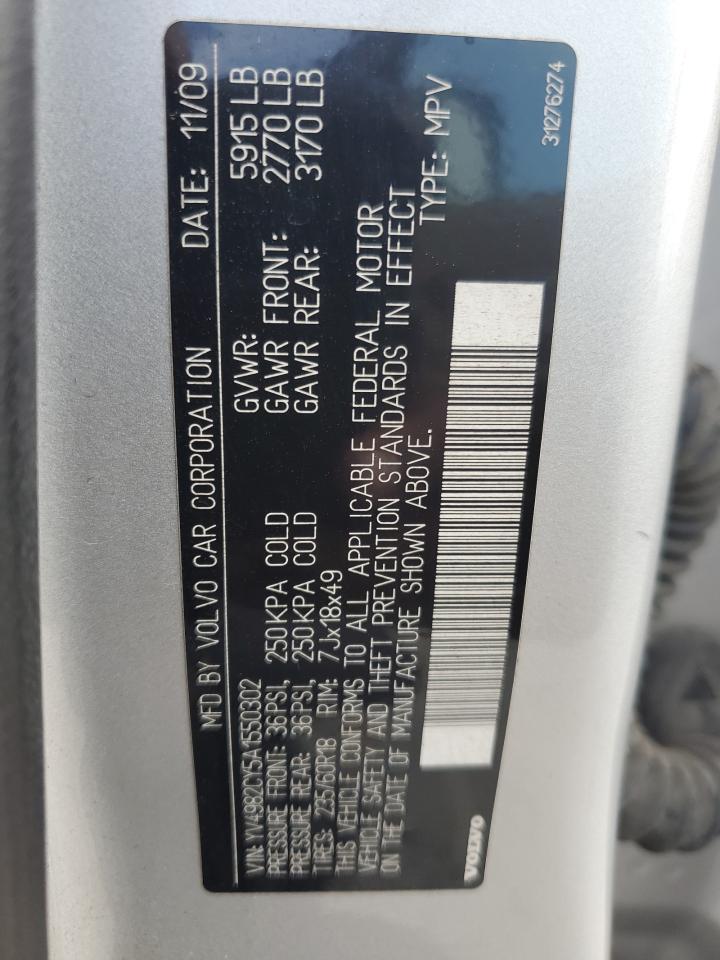 MFD BY VOLVO CAR CORPORATION DATE: 11/09
VIN: YV4982CY5A1550302 GVWR: 5915 LB
PRESSURE FRONT: 36PSI, 250KPA COLD GAWR FRONT: 2770 LB
PRESSURE REAR: 36PSI, 250KPA COLD GAWR REAR: 3170 LB
TIRES: 235/60R18 RIM: 7Jx18x49
THIS VEHICLE CONFORMS TO ALL APPLICABLE FEDERAL MOTOR
VEHICLE SAFETY AND THEFT PREVENTION STANDARDS IN EFFECT
ON THE DATE OF MANUFACTURE SHOWN ABOVE. TYPE: MPV
VOLVO 31276274